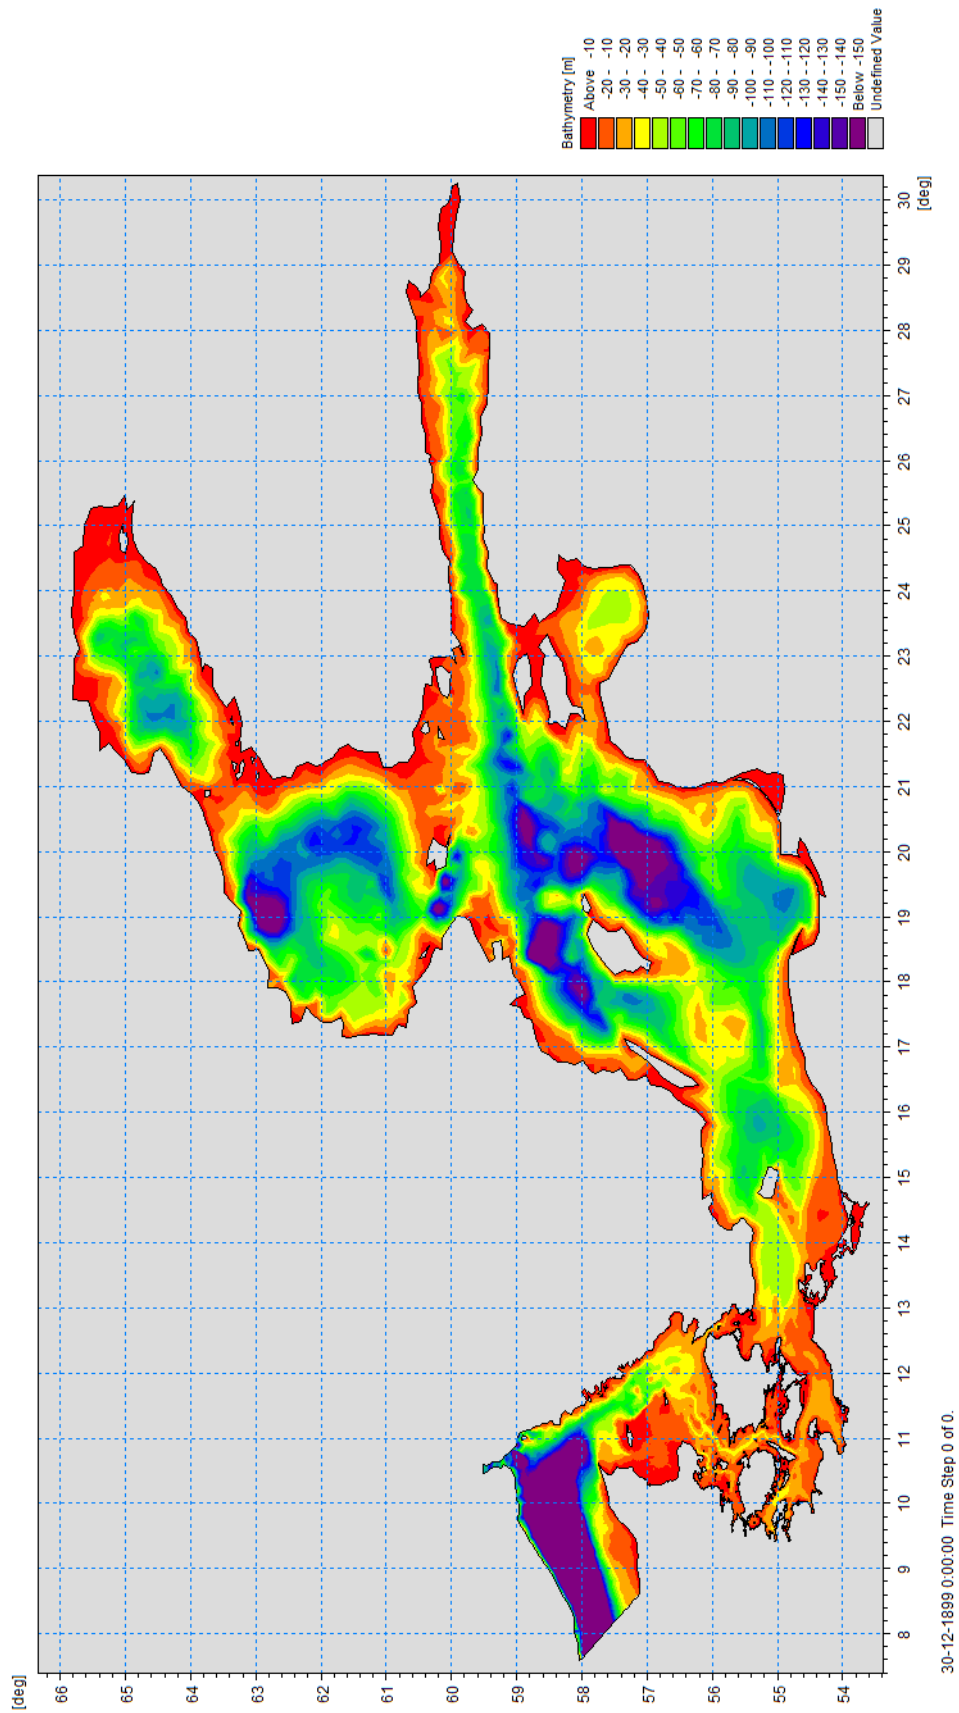 [deg]
66
65
64
63
62
61
60
59
58
57
56
55
54
8 9 10 11 12 13 14 15 16 17 18 19 20 21 22 23 24 25 26 27 28 29 30
[deg]
Bathymetry [m]
Above -10
-20 - -10
-30 - -20
-40 - -30
-50 - -40
-60 - -50
-70 - -60
-80 - -70
-90 - -80
-100 - -90
-110 - -100
-120 - -110
-130 - -120
-140 - -130
-150 - -140
Below -150
Undefined Value
30-12-1899 0:00:00 Time Step 0 of 0.